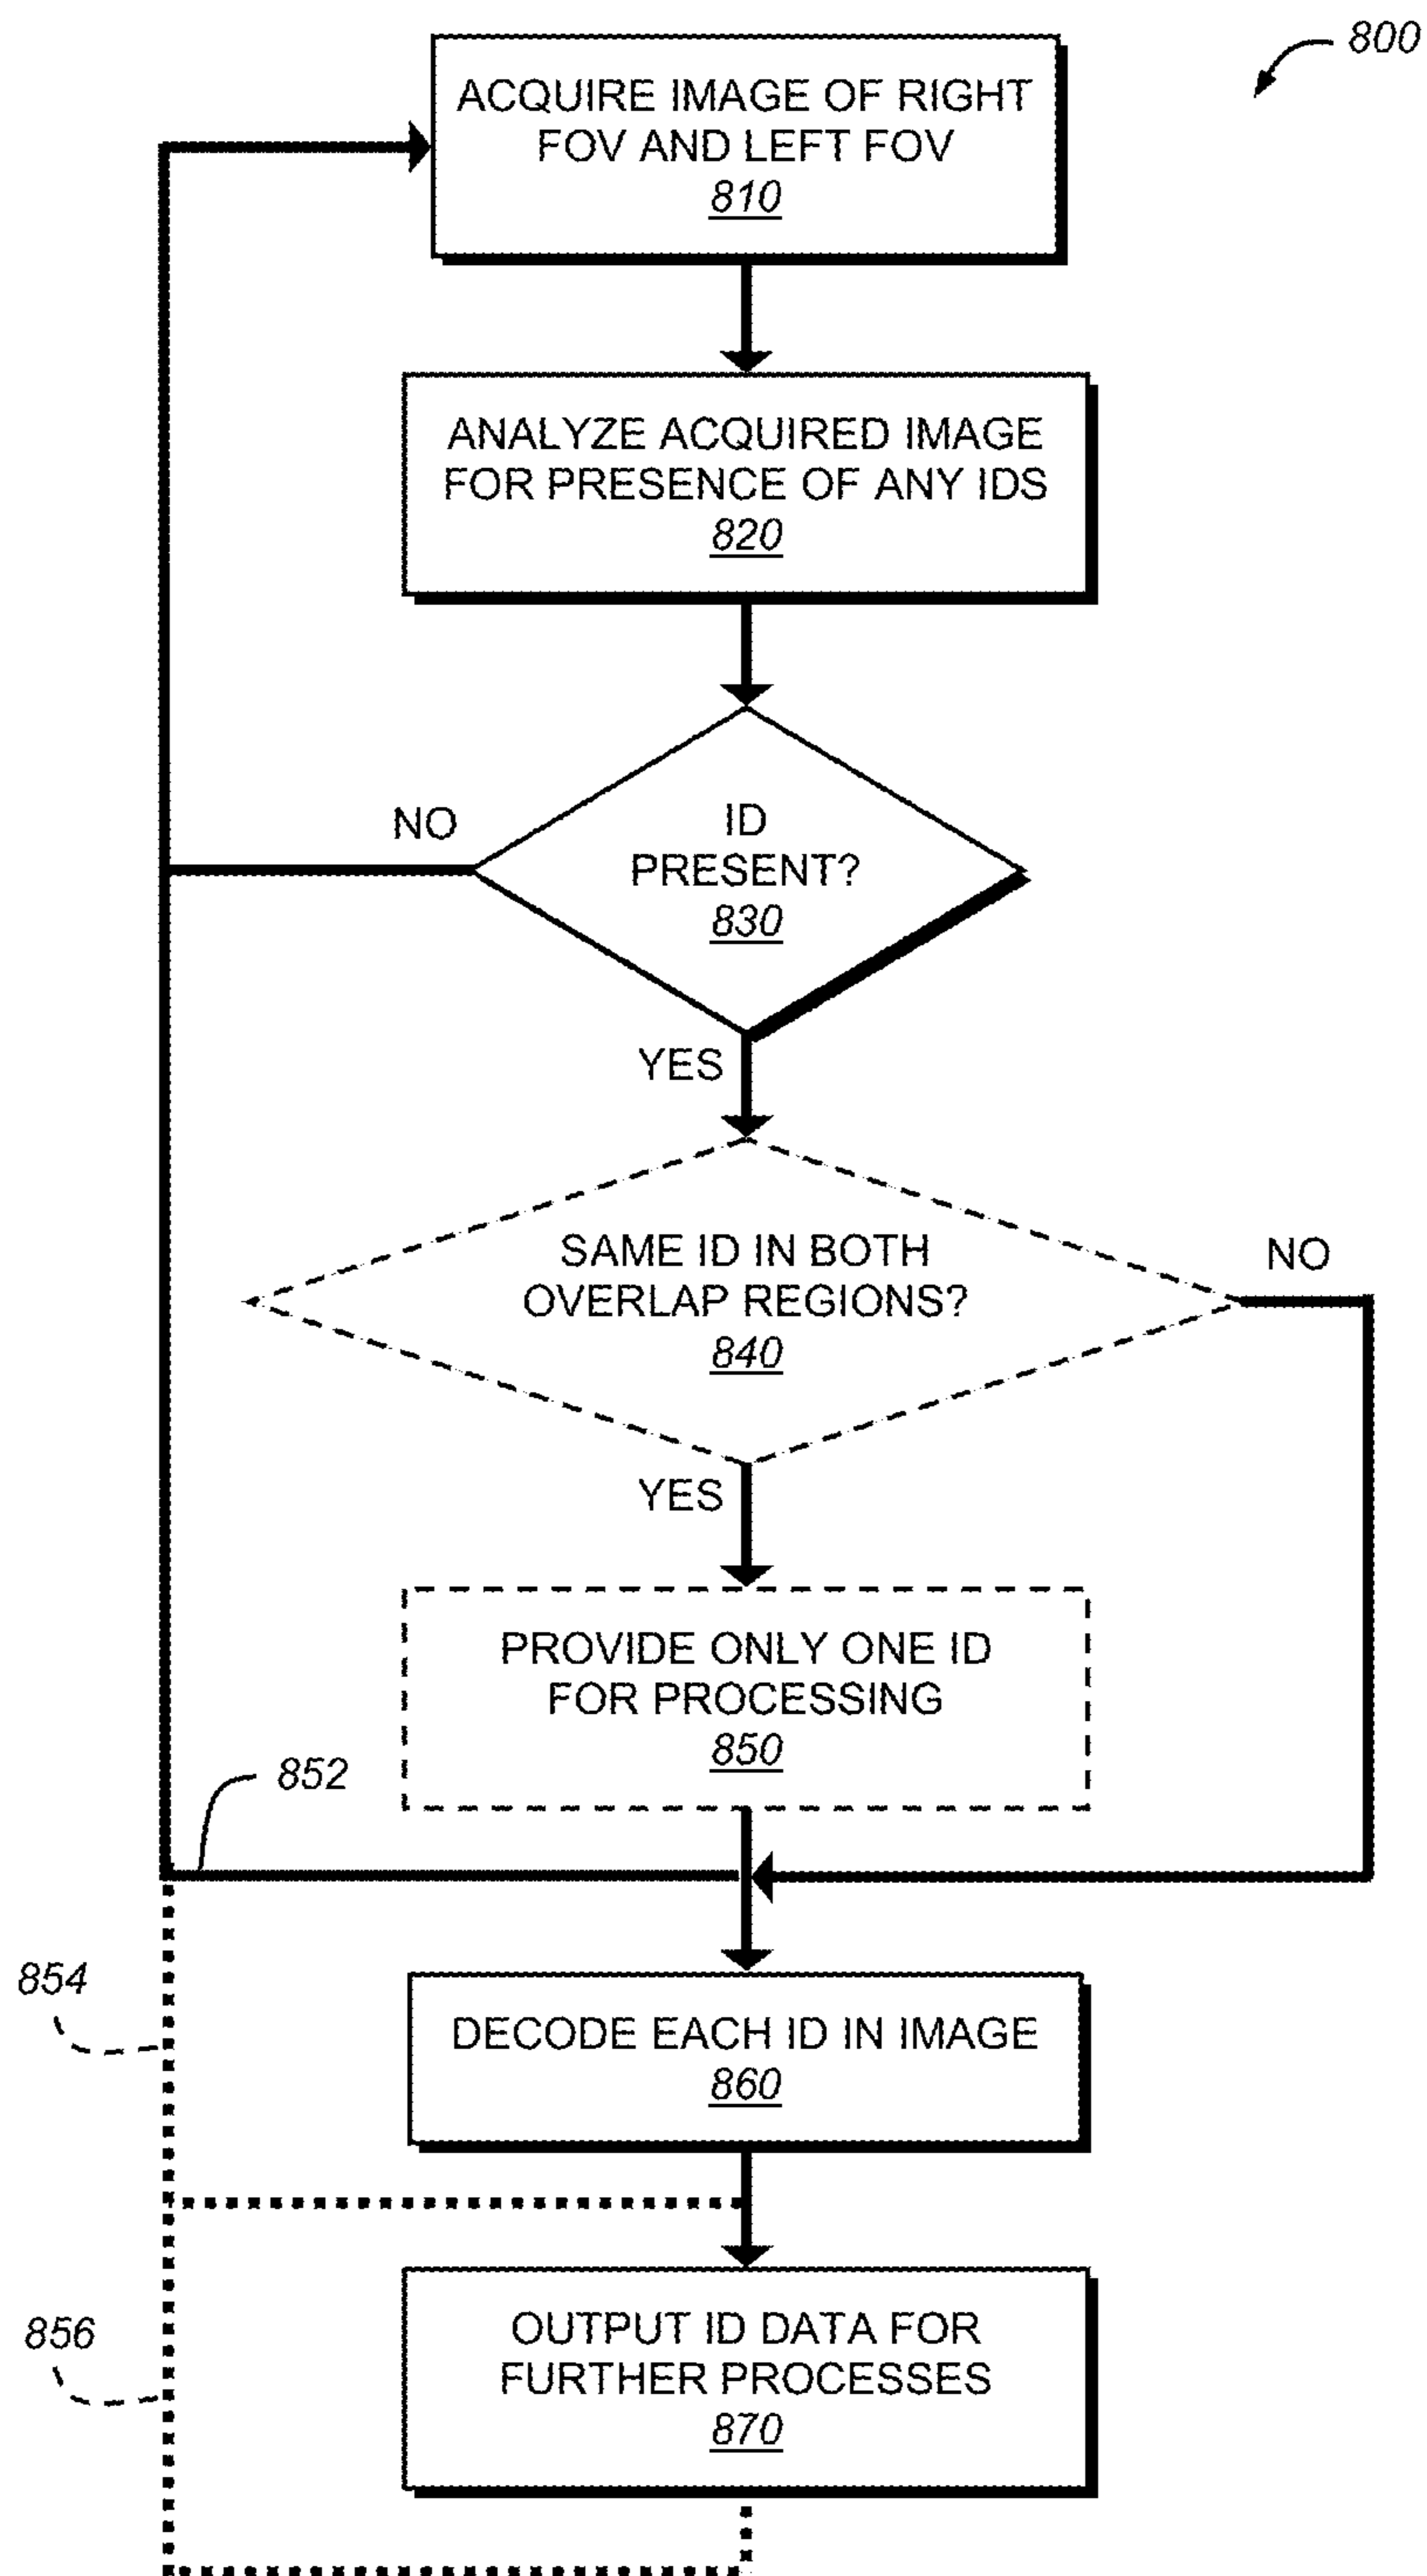 800
ACQUIRE IMAGE OF RIGHT
FOV AND LEFT FOV
810
ANALYZE ACQUIRED IMAGE
FOR PRESENCE OF ANY IDS
820
NO
ID
PRESENT?
830
YES
SAME ID IN BOTH
OVERLAP REGIONS?
840
NO
YES
PROVIDE ONLY ONE ID
FOR PROCESSING
850
852
854
DECODE EACH ID IN IMAGE
860
856
OUTPUT ID DATA FOR
FURTHER PROCESSES
870